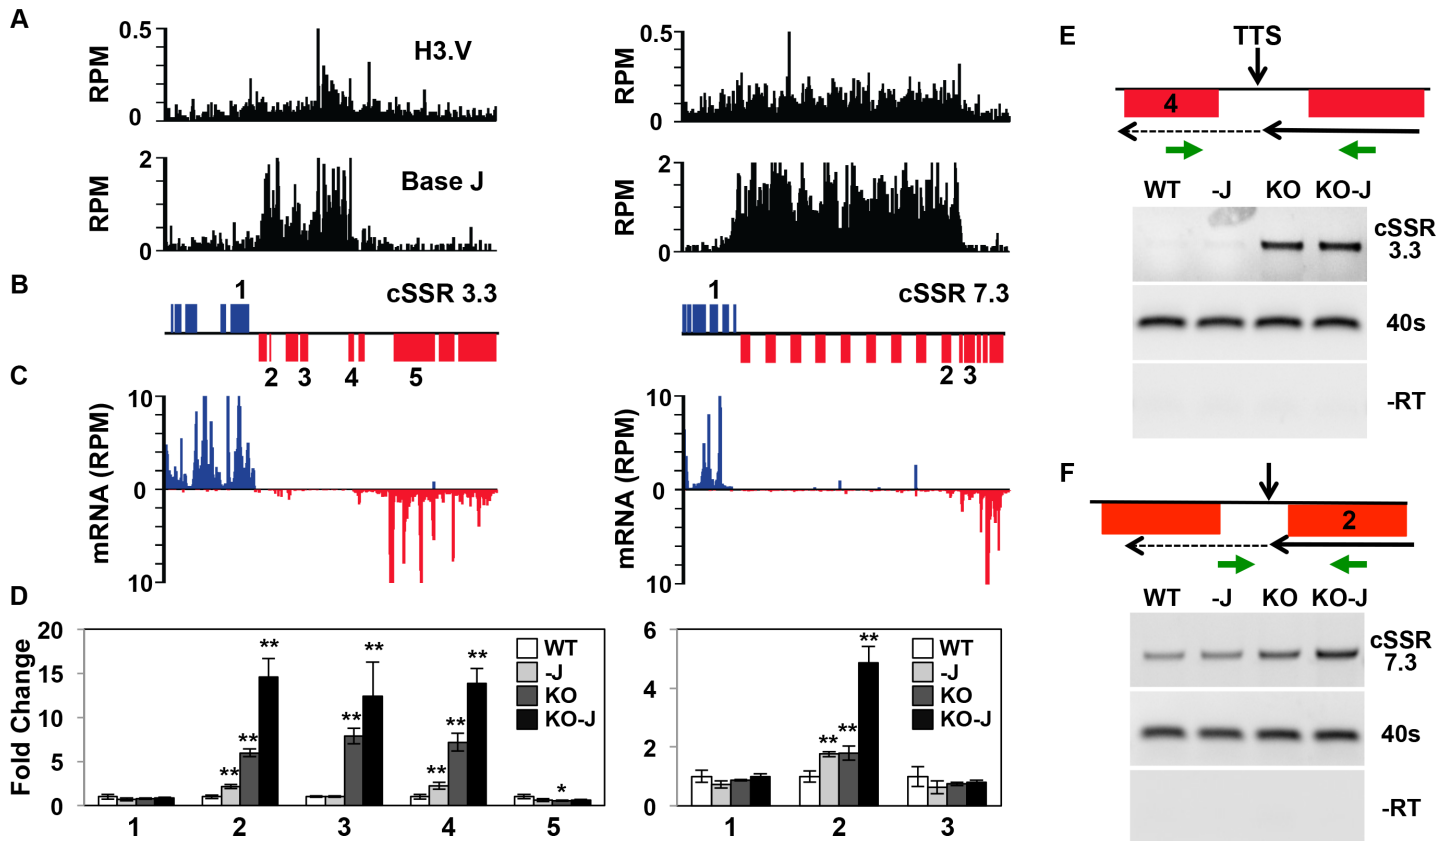 A
0.5
RPM
0
H3.V
0.5
RPM
0
2
RPM
0
Base J
2
RPM
0
B
1
cSSR 3.3
2
3
4
5
1
cSSR 7.3
2
3
C
10
mRNA (RPM)
0
10
10
mRNA (RPM)
0
10
D
Fold Change
20
15
10
5
0
**
**
**
**
**
**
**
**
*
WT
-J
KO
KO-J
1
2
3
4
5
6
4
2
0
**
**
**
WT
-J
KO
KO-J
1
2
3
E
TTS
4
WT
-J
KO
KO-J
cSSR
3.3
40s
-RT
F
2
WT
-J
KO
KO-J
cSSR
7.3
40s
-RT